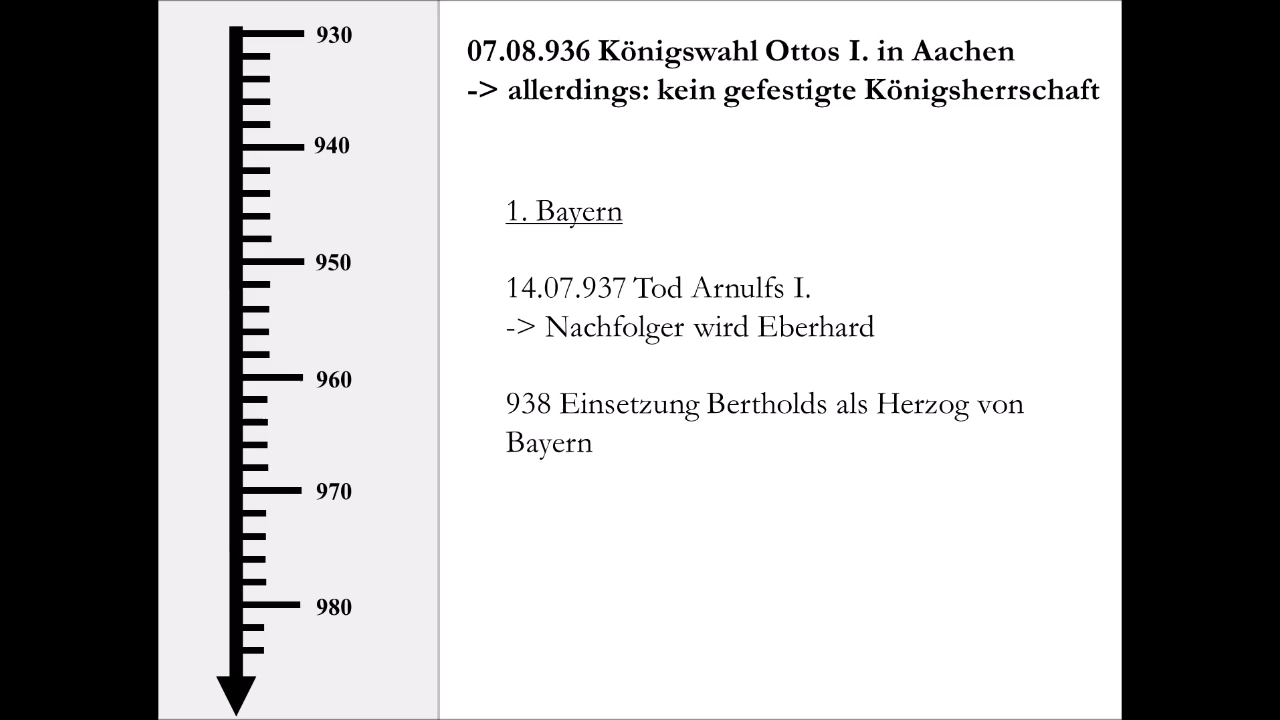 930
940
950
960
970
980
07.08.936 Königswahl Ottos I. in Aachen
-> allerdings: kein gefestigte Königsherrschaft
1. Bayern
14.07.937 Tod Arnulfs I.
-> Nachfolger wird Eberhard
938 Einsetzung Bertholds als Herzog von
Bayern